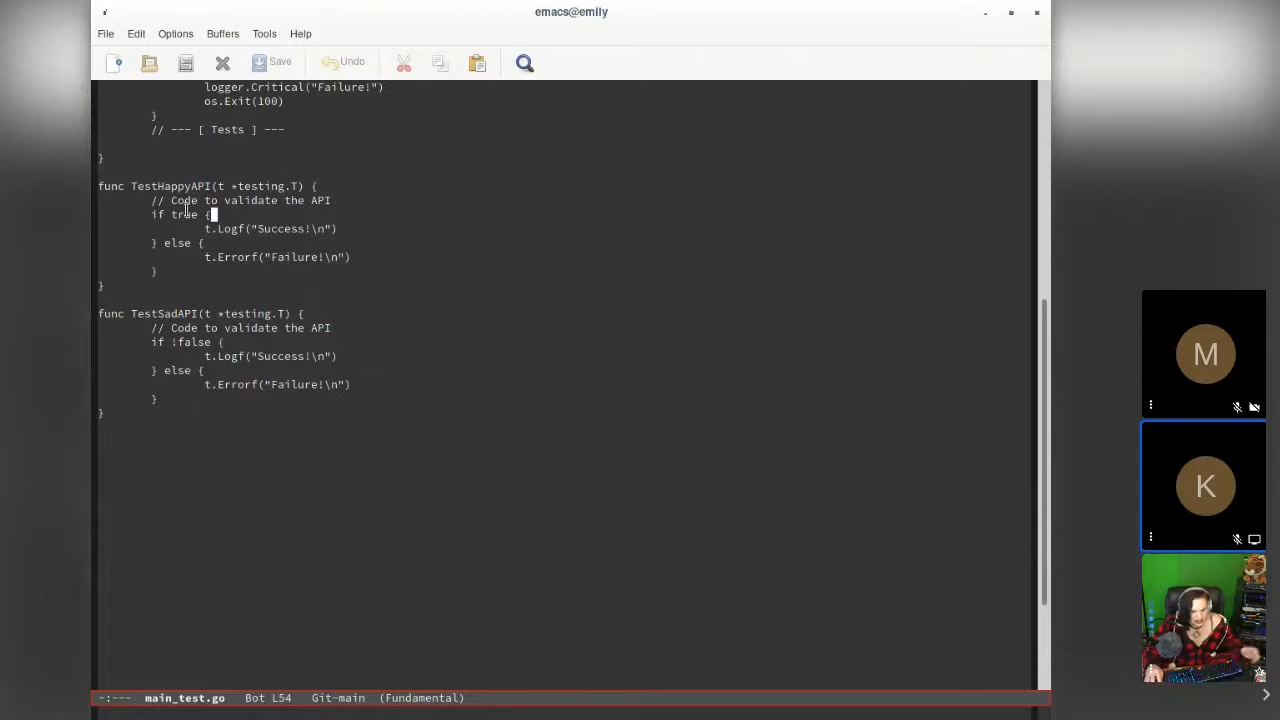 emacs@emily
File Edit Options Buffers Tools Help
Save Undo
logger.Critical("Failure!")
os.Exit(100)
}
// --- [ Tests ] ---
}
func TestHappyAPI(t *testing.T) {
// Code to validate the API
if true {
t.Logf("Success!\n")
} else {
t.Errorf("Failure!\n")
}
}
func TestSadAPI(t *testing.T) {
// Code to validate the API
if !false {
t.Logf("Success!\n")
} else {
t.Errorf("Failure!\n")
}
}
M
K
-:--- main_test.go Bot L54 Git-main (Fundamental)